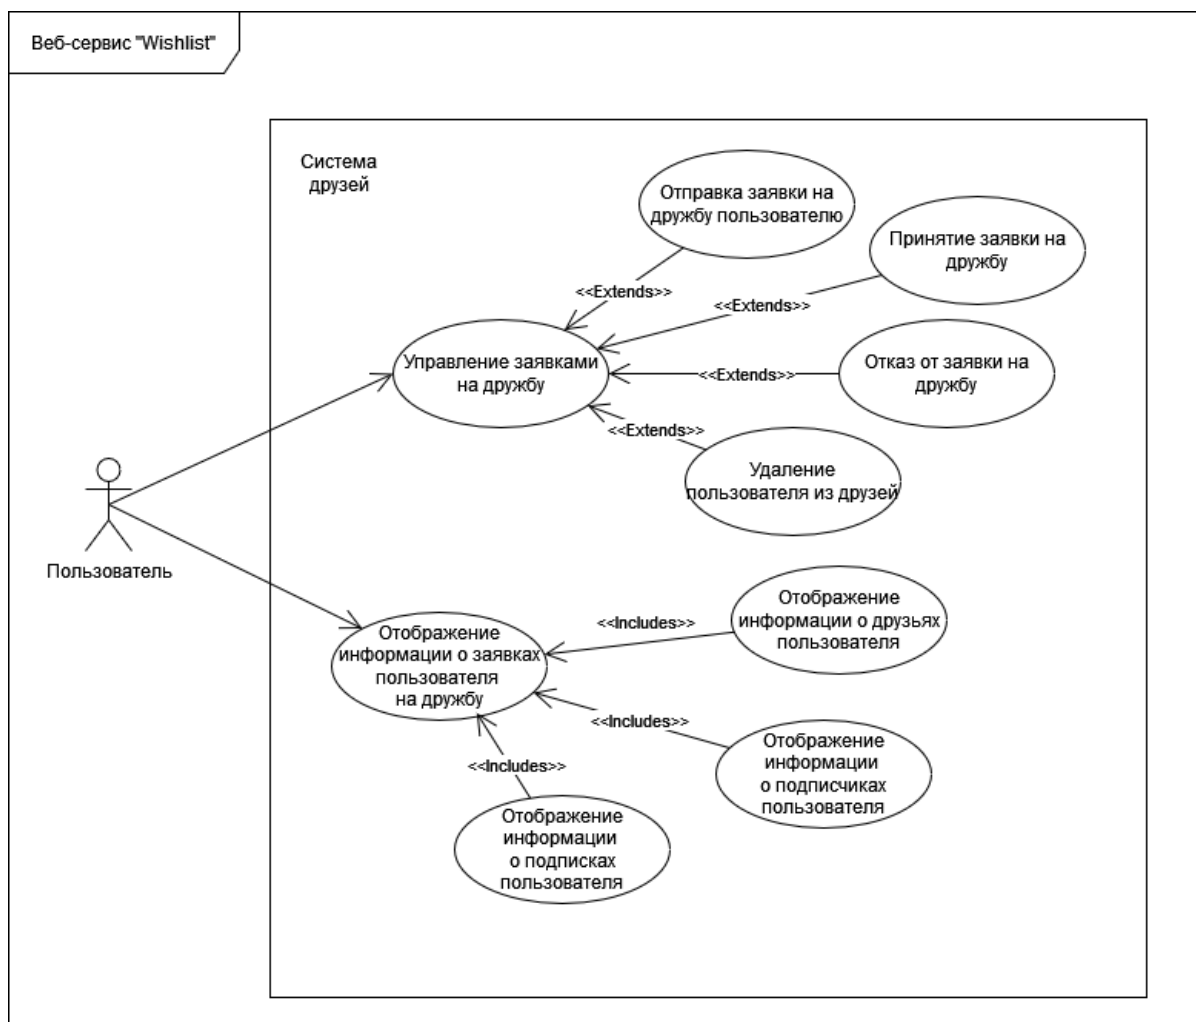 Веб-сервис "Wishlist"
Система
друзей
Отправка заявки на
дружбу пользователю
Принятие заявки на
дружбу
<<Extends>>
<<Extends>>
Управление заявками
на дружбу
<<Extends>>
Отказ от заявки на
дружбу
<<Extends>>
Удаление
пользователя из друзей
Пользователь
Отображение
информации о друзьях
пользователя
<<Includes>>
Отображение
информации о заявках
пользователя
на дружбу
<<Includes>>
Отображение
информации
о подписчиках
пользователя
<<Includes>>
Отображение
информации
о подписках
пользователя